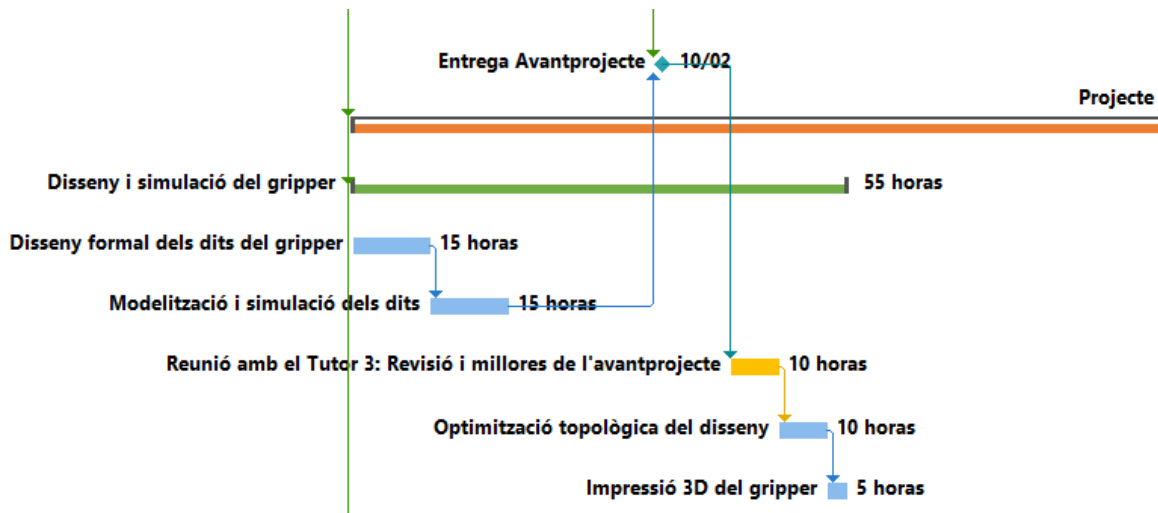 Entrega Avantprojecte 10/02
Projecte
Disseny i simulació del gripper 55 horas
Disseny formal dels dits del gripper 15 horas
Modelització i simulació dels dits 15 horas
Reunió amb el Tutor 3: Revisió i millores de l'avantprojecte 10 horas
Optimització topològica del disseny 10 horas
Impressió 3D del gripper 5 horas